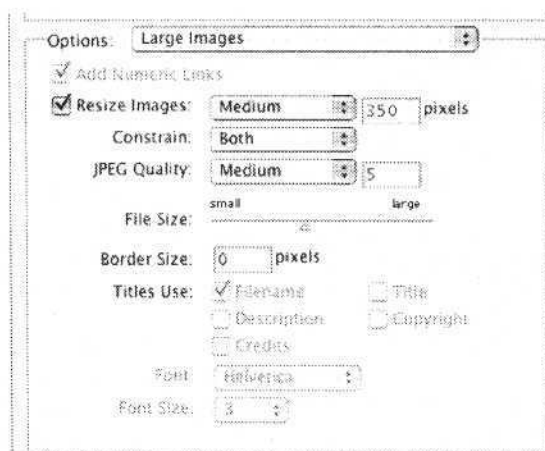 Options: Large Images
Add Numeric Links
Resize Images: Medium 350 pixels
Constrain: Both
JPEG Quality: Medium 5
small large
File Size:
Border Size: 0 pixels
Titles Use: Filename Title
Description Copyright
Credits
Font: Helvetica
Font Size: 3